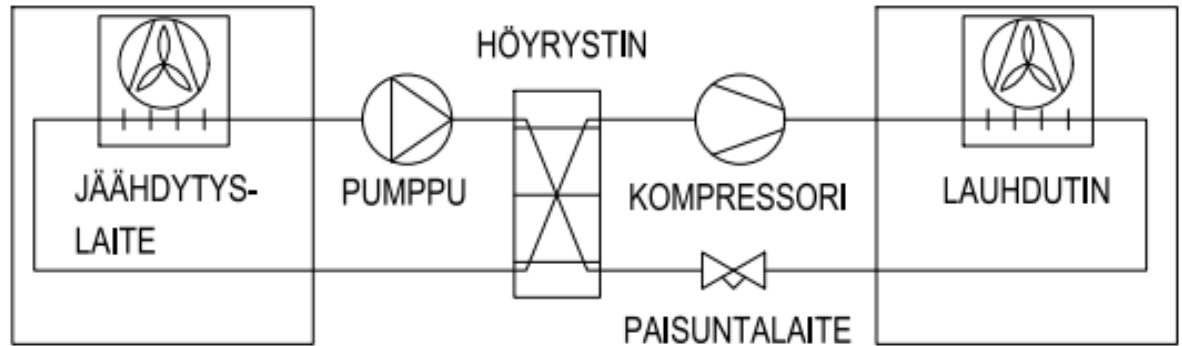 HÖYRYSTIN
JÄÄHDYTYS-
LAITE
PUMPPU
KOMPRESSORI
LAUHDUTIN
PAISUNTALAITE